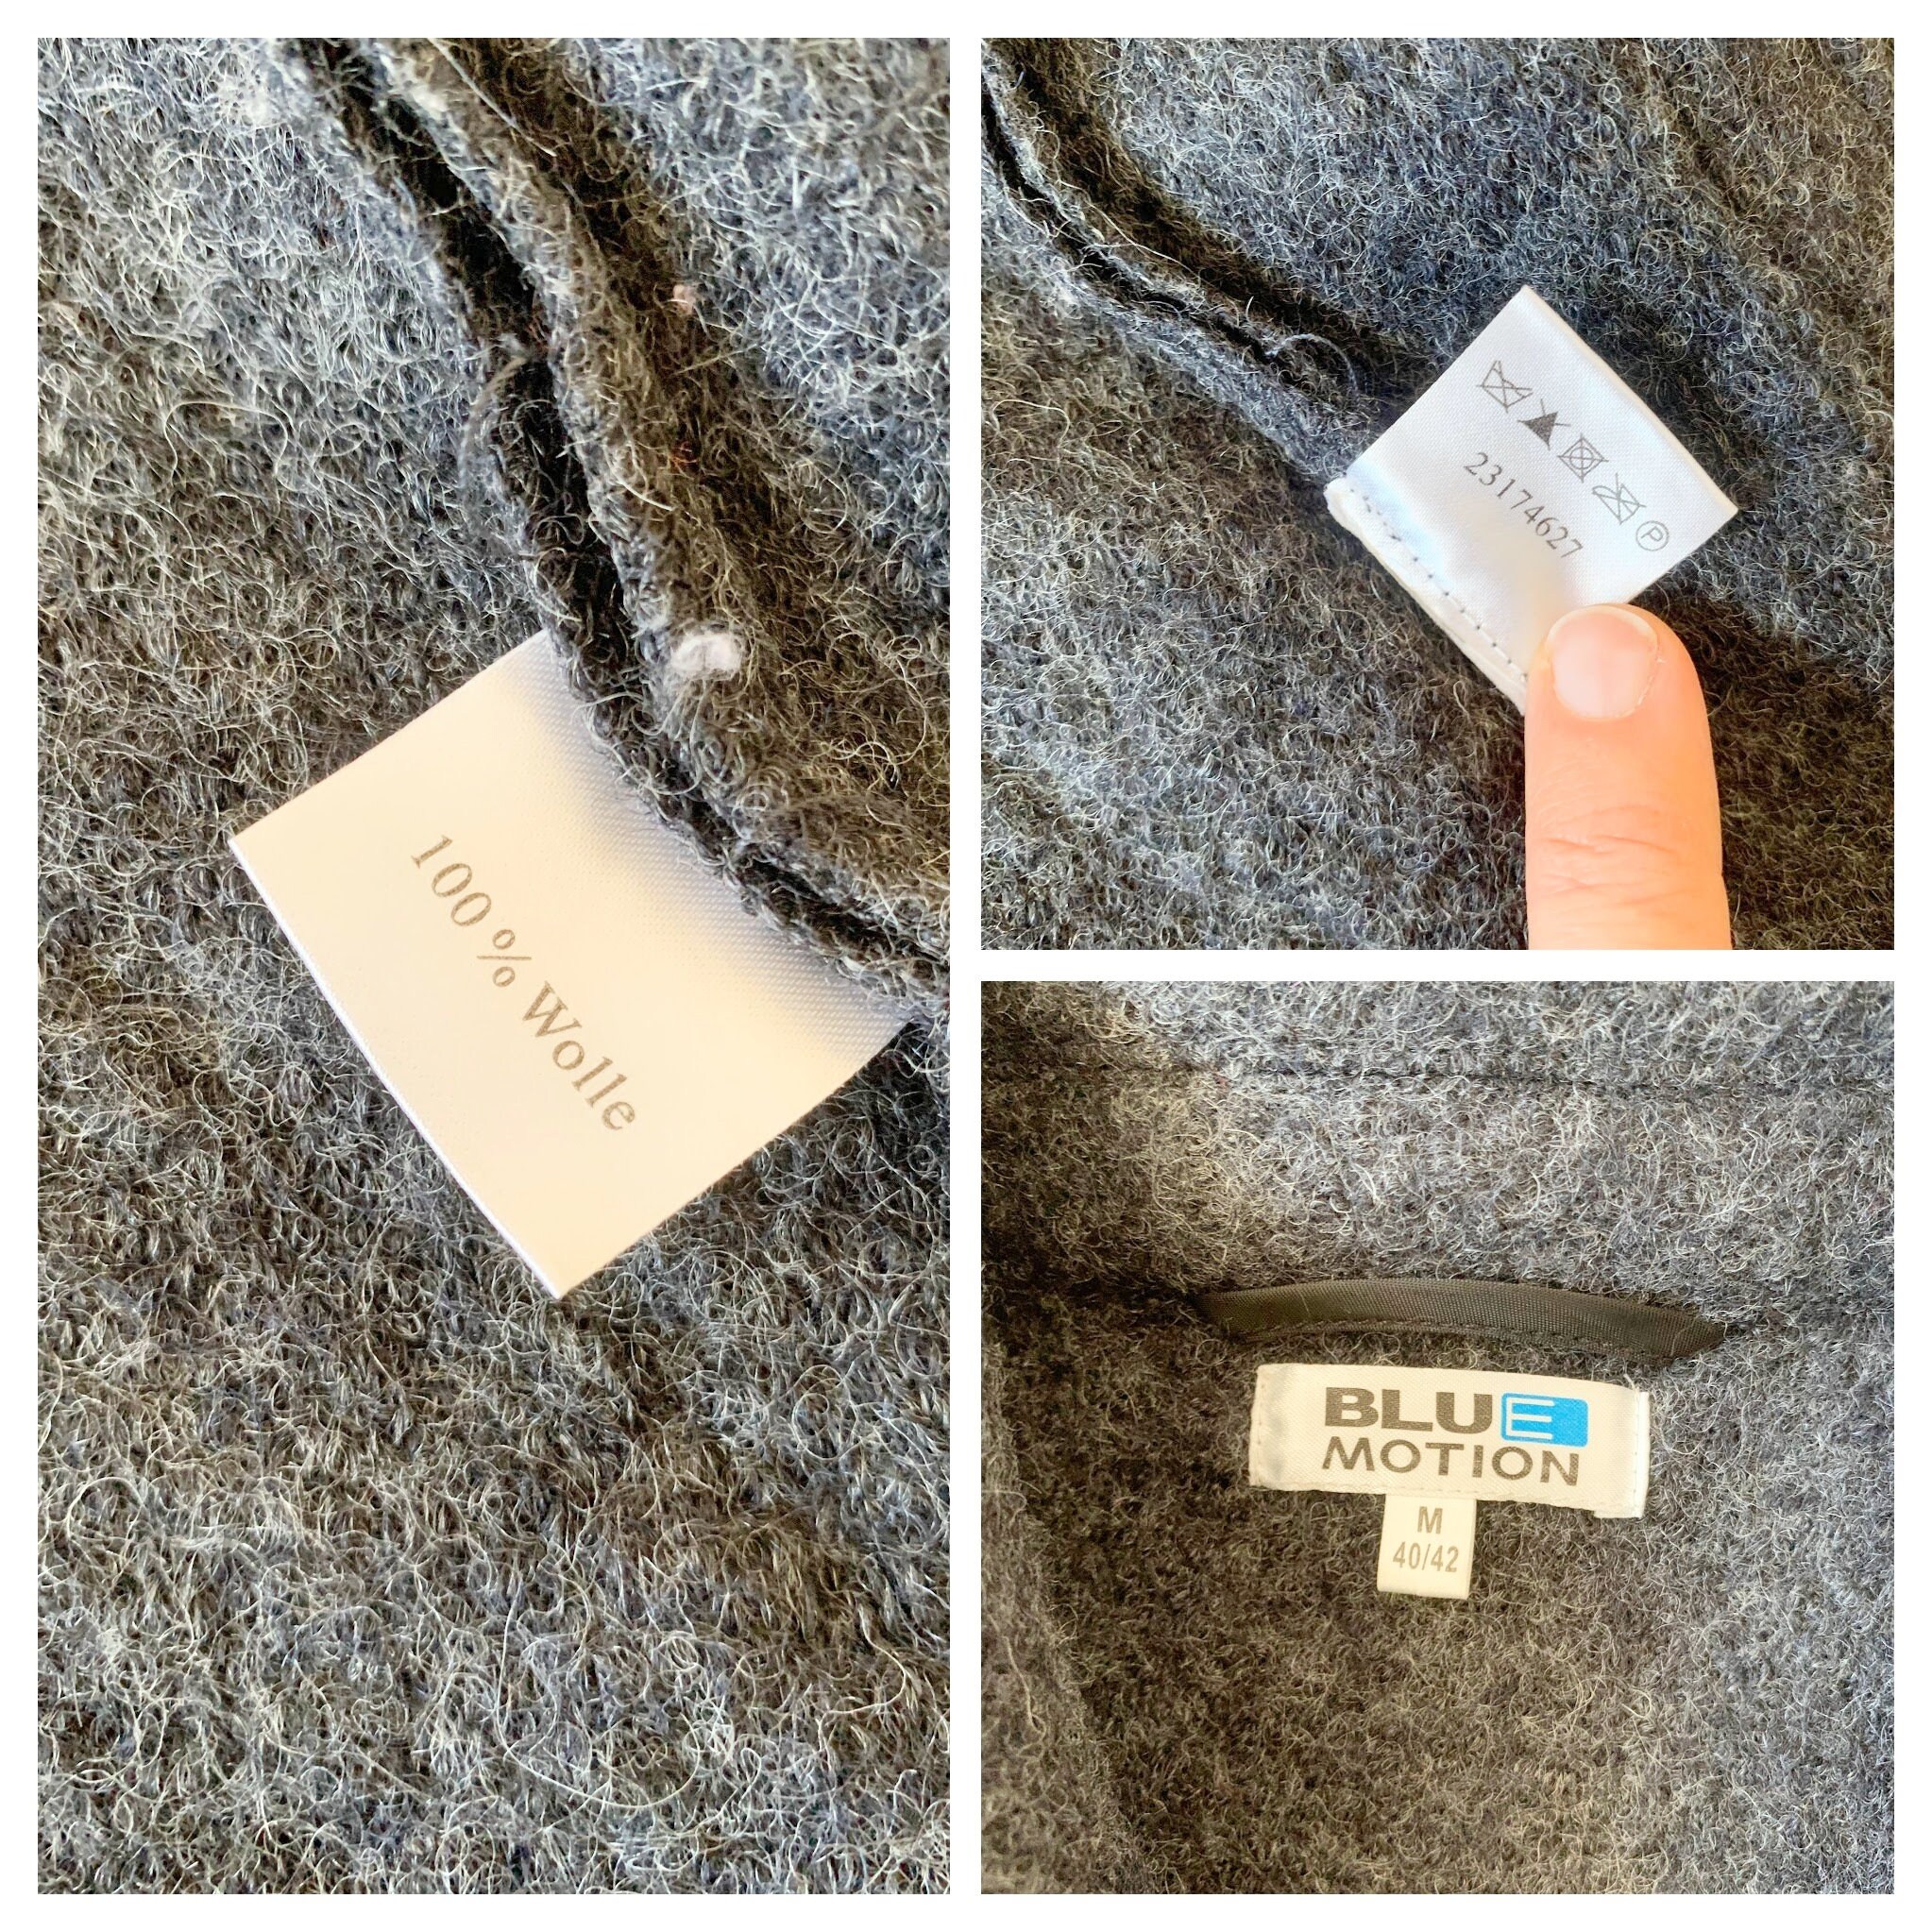 100% Wolle
23174627
P
BLUE
MOTION
M
40/42